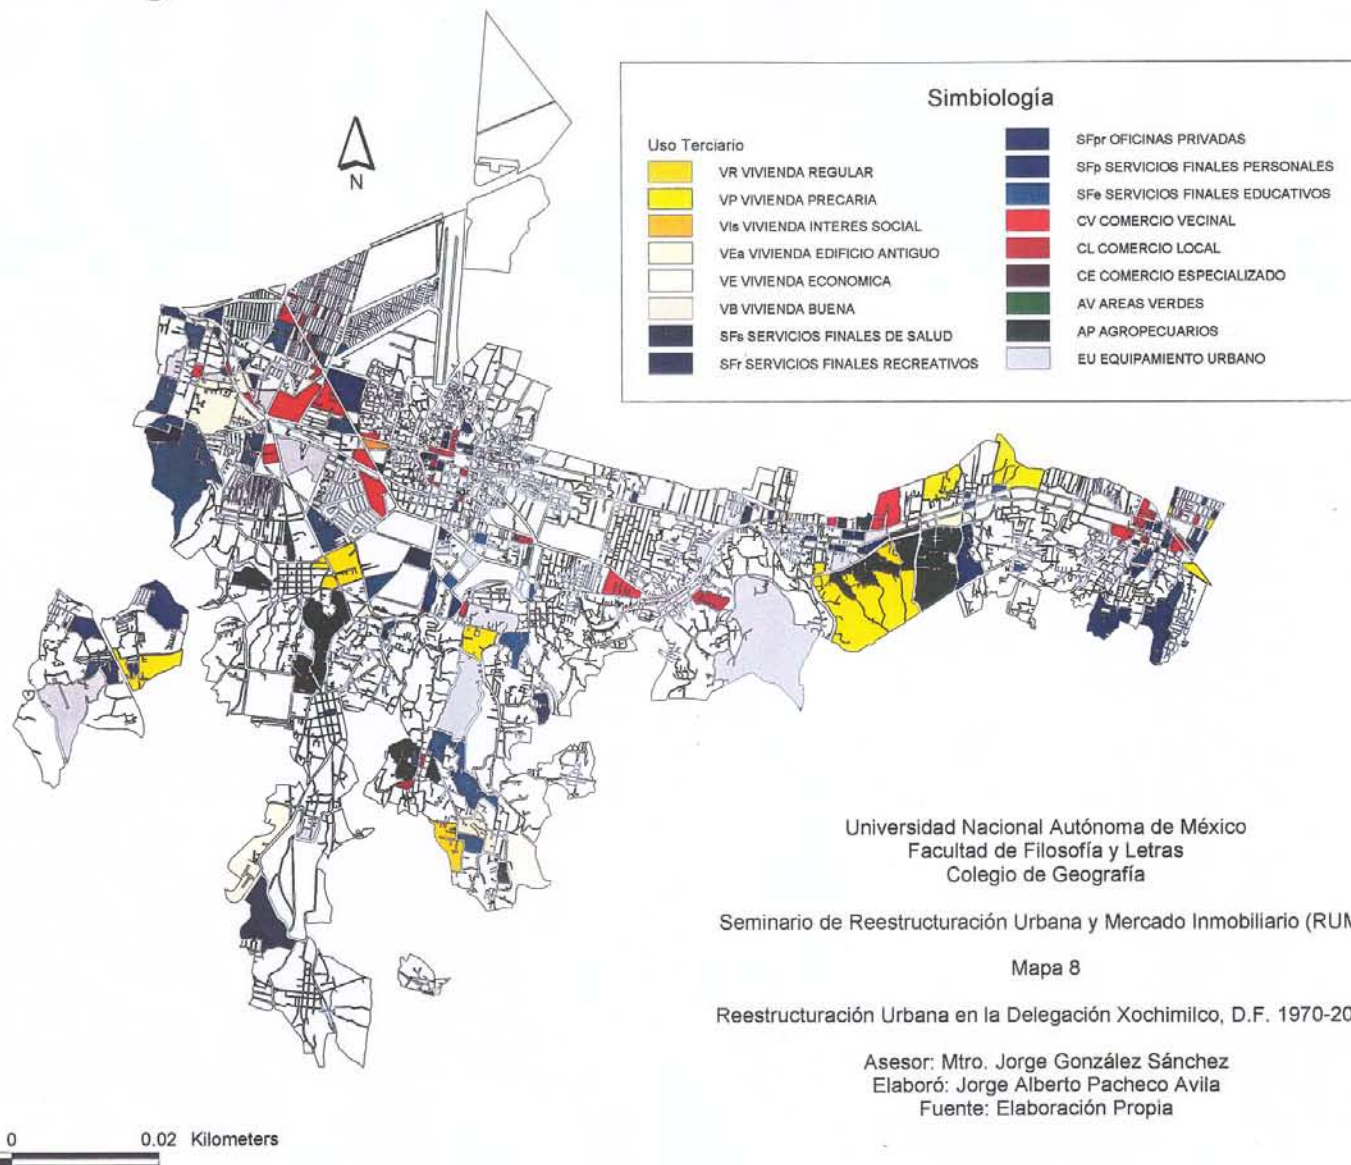 Simbiología
Uso Terciario
VR VIVIENDA REGULAR
VP VIVIENDA PRECARIA
VIs VIVIENDA INTERES SOCIAL
VEa VIVIENDA EDIFICIO ANTIGUO
VE VIVIENDA ECONOMICA
VB VIVIENDA BUENA
SFs SERVICIOS FINALES DE SALUD
SFr SERVICIOS FINALES RECREATIVOS
SFpr OFICINAS PRIVADAS
SFp SERVICIOS FINALES PERSONALES
SFe SERVICIOS FINALES EDUCATIVOS
CV COMERCIO VECINAL
CL COMERCIO LOCAL
CE COMERCIO ESPECIALIZADO
AV AREAS VERDES
AP AGROPECUARIOS
EU EQUIPAMIENTO URBANO
N
Universidad Nacional Autónoma de México
Facultad de Filosofía y Letras
Colegio de Geografía
Seminario de Reestructuración Urbana y Mercado Inmobiliario (RUM
Mapa 8
Reestructuración Urbana en la Delegación Xochimilco, D.F. 1970-20
Asesor: Mtro. Jorge González Sánchez
Elaboró: Jorge Alberto Pacheco Avila
Fuente: Elaboración Propia
0 0.02 Kilometers